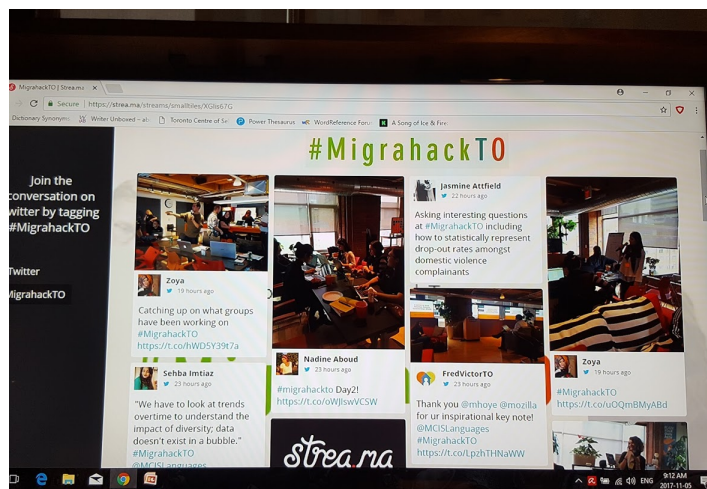 MigrahackTO | Strea.ma
Secure | https://strea.ma/streams/smalltiles/XGlis67G
Dictionary Synonyms
Writer Unboxed - ab
Toronto Centre of Se
Power Thesaurus
WordReference Foru
A Song of Ice & Fire
#MigrahackTO
Join the
conversation on
witter by tagging
#MigrahackTO
Twitter
MigrahackTO
Zoya
19 hours ago
Catching up on what groups
have been working on
#MigrahackTO
https://t.co/hWD5Y39t7a
Sehba Imtiaz
23 hours ago
"We have to look at trends
overtime to understand the
impact of diversity; data
doesn't exist in a bubble."
#MigrahackTO
@MCISLanguages
Nadine Aboud
23 hours ago
#migrahackto Day2!
https://t.co/oWJIswVCSW
strea.ma
Jasmine Attfield
22 hours ago
Asking interesting questions
at #MigrahackTO including
how to statistically represent
drop-out rates amongst
domestic violence
complainants
FredVictorTO
23 hours ago
Thank you @mhoye @mozilla
for ur inspirational key note!
@MCISLanguages
#MigrahackTO
https://t.co/LpzhTHNaWW
Zoya
19 hours ago
#MigrahackTO
https://t.co/uOQmBMyABd
ENG
9:12 AM
2017-11-05